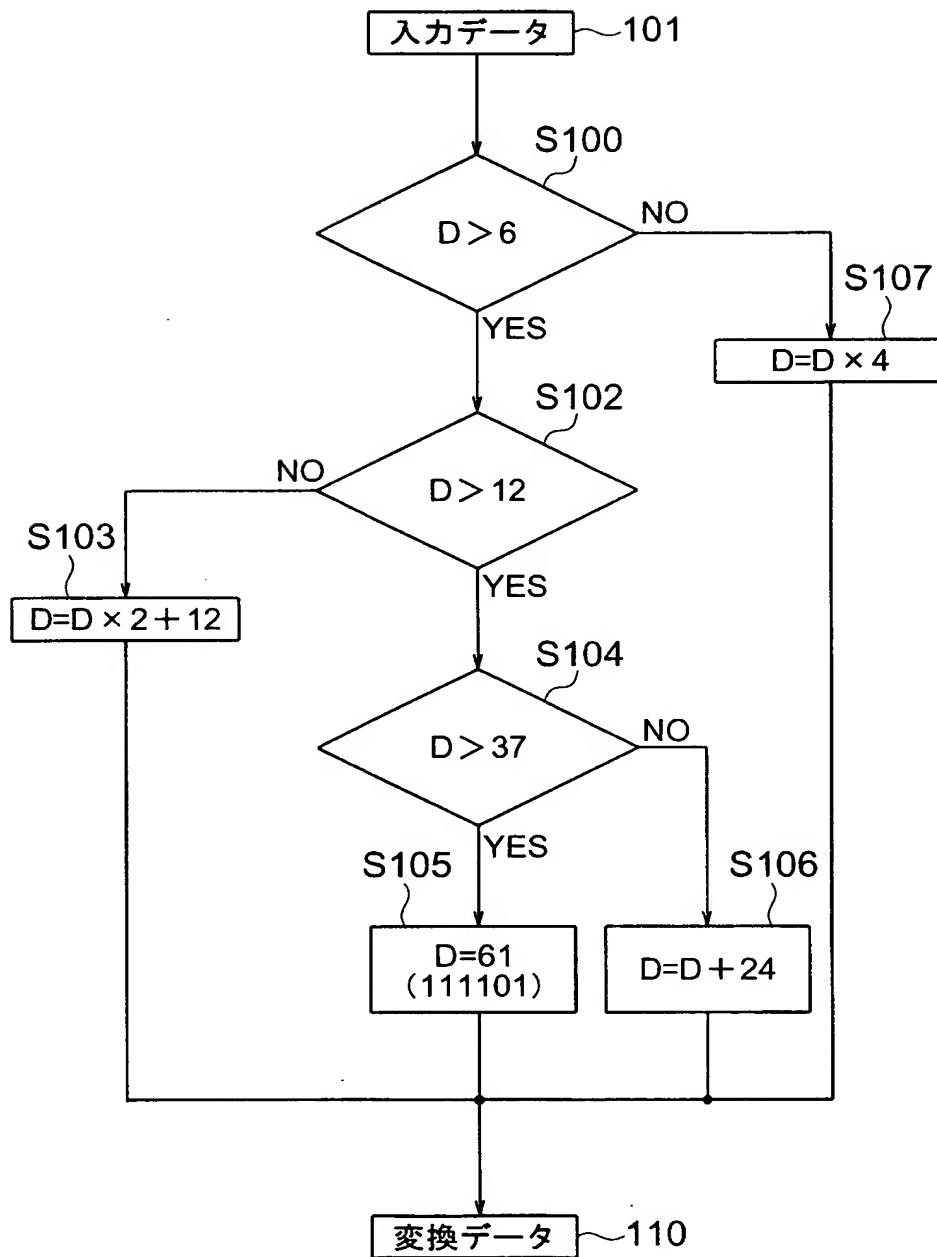 入力データ 101
S100
D>6
NO
YES
S107
D=D×4
S102
D>12
NO
YES
S103
D=D×2+12
S104
D>37
NO
YES
S105
D=61
(111101)
S106
D=D+24
変換データ 110